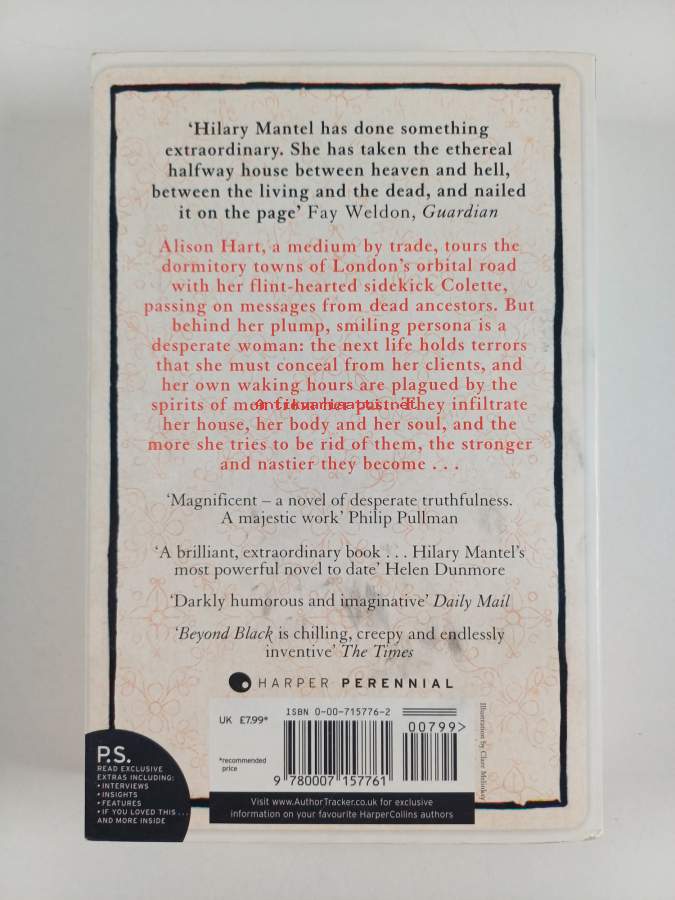 ‘Hilary Mantel has done something
extraordinary. She has taken the ethereal
halfway house between heaven and hell,
between the living and the dead, and nailed
it on the page’ Fay Weldon, Guardian
Alison Hart, a medium by trade, tours the
dormitory towns of London’s orbital road
with her flint-hearted sidekick Colette,
passing on messages from dead ancestors. But
behind her plump, smiling persona is a
desperate woman: the next life holds terrors
that she must conceal from her clients, and
her own waking hours are plagued by the
spirits of men from her past. They infiltrate
her house, her body and her soul, and the
more she tries to be rid of them, the stronger
and nastier they become . . .
‘Magnificent – a novel of desperate truthfulness.
A majestic work’ Philip Pullman
‘A brilliant, extraordinary book . . . Hilary Mantel’s
most powerful novel to date’ Helen Dunmore
‘Darkly humorous and imaginative’ Daily Mail
‘Beyond Black is chilling, creepy and endlessly
inventive’ The Times
HARPER PERENNIAL
ISBN 0-00-715776-2
UK £7.99*
00799>
*recommended
price
9 780007 157761
P.S.
READ EXCLUSIVE
EXTRAS INCLUDING:
• INTERVIEWS
• INSIGHTS
• FEATURES
• IF YOU LOVED THIS . . .
AND MORE INSIDE
Visit www.AuthorTracker.co.uk for exclusive
information on your favourite HarperCollins authors
Illustration by Clare Melinsky